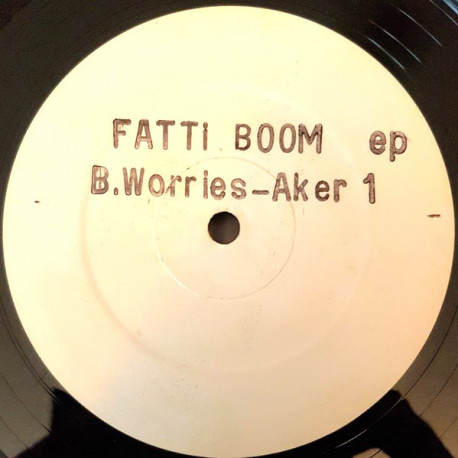 FATTi BOOM ep
B.Worries-Aker 1